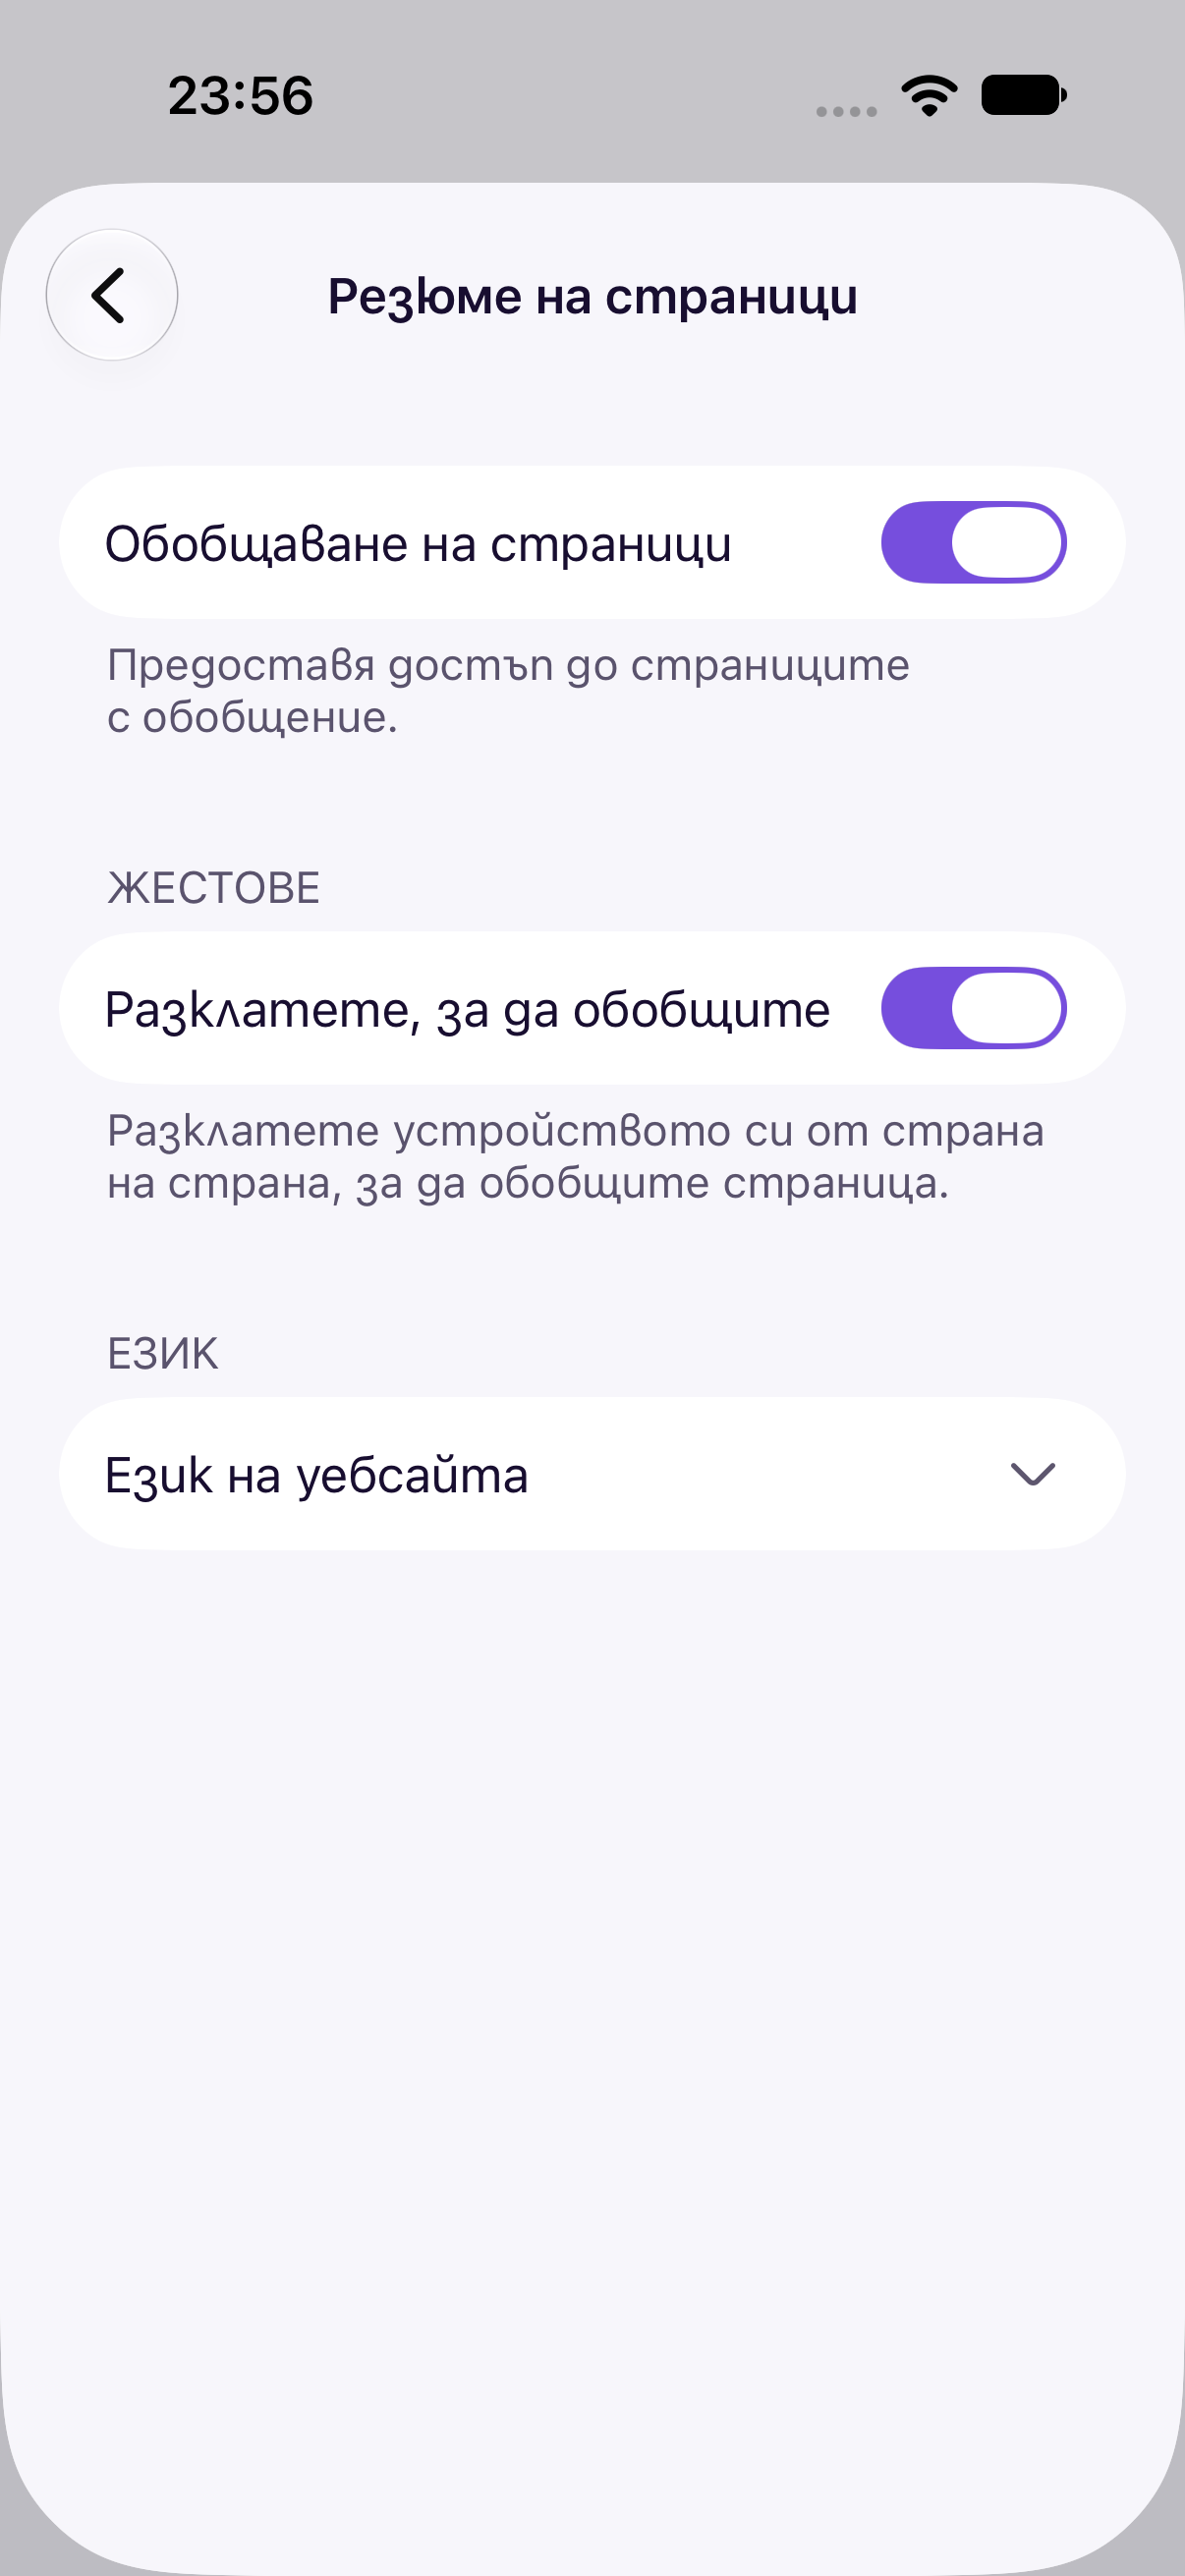 23:56
Резюме на страници
Обобщаване на страници
Предоставя достъп до страниците
с обобщение.
ЖЕСТОВЕ
Разклатете, за да обобщите
Разклатете устройството си от страна
на страна, за да обобщите страница.
ЕЗИК
Език на уебсайта